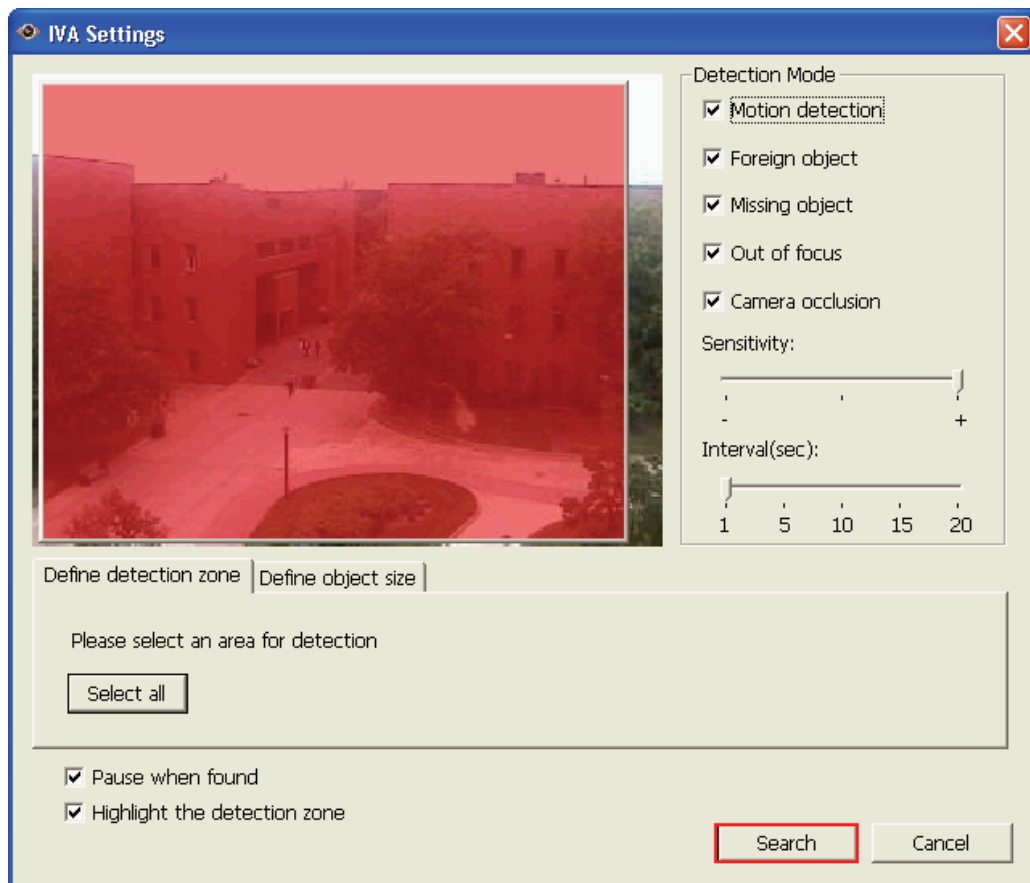 IVA Settings
Detection Mode
Motion detection
Foreign object
Missing object
Out of focus
Camera occlusion
Sensitivity:
- +
Interval(sec):
1 5 10 15 20
Define detection zone Define object size
Please select an area for detection
Select all
Pause when found
Highlight the detection zone
Search Cancel